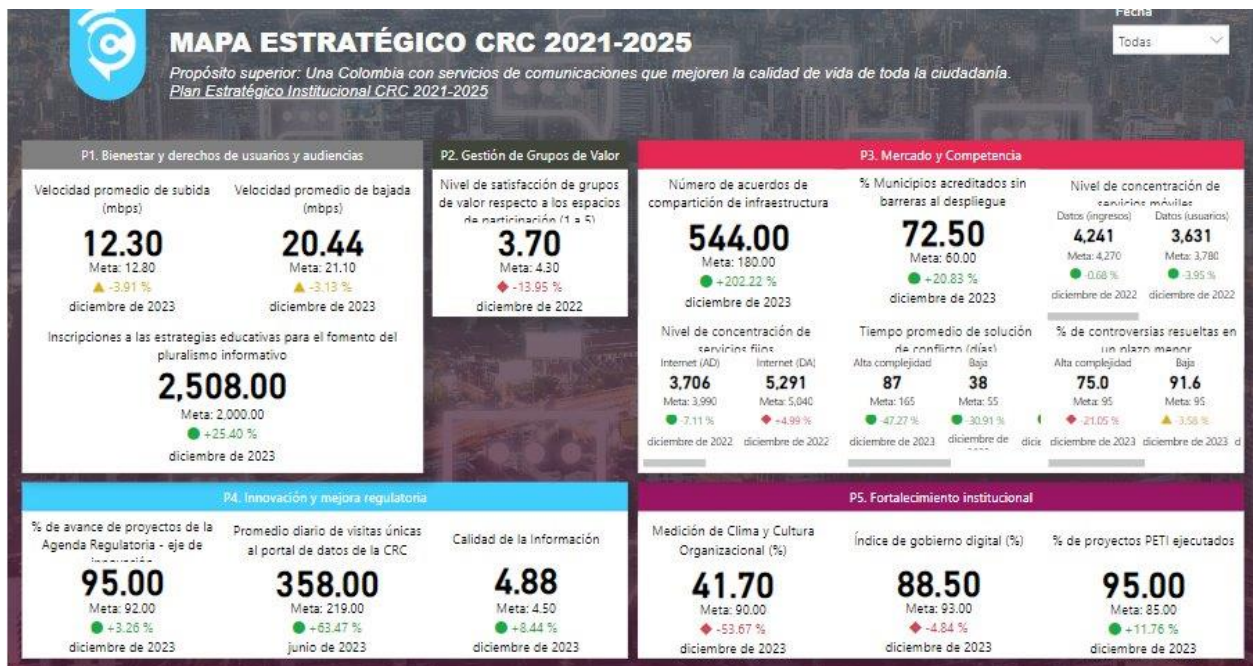 Fecha
Todas
MAPA ESTRATÉGICO CRC 2021-2025
Propósito superior: Una Colombia con servicios de comunicaciones que mejoren la calidad de vida de toda la ciudadanía.
Plan Estratégico Institucional CRC 2021-2025
P1. Bienestar y derechos de usuarios y audiencias
Velocidad promedio de subida
(mbps)
12.30
Meta: 12.80
-3.91 %
diciembre de 2023
Velocidad promedio de bajada
(mbps)
20.44
Meta: 21.10
-3.13 %
diciembre de 2023
Inscripciones a las estrategias educativas para el fomento del
pluralismo informativo
2,508.00
Meta: 2,000.00
+25.40 %
diciembre de 2023
P2. Gestión de Grupos de Valor
Nivel de satisfacción de grupos
de valor respecto a los espacios
de participación (1 a 5)
3.70
Meta: 4.30
-13.95 %
diciembre de 2022
P3. Mercado y Competencia
Número de acuerdos de
compartición de infraestructura
544.00
Meta: 180.00
+202.22 %
diciembre de 2023
% Municipios acreditados sin
barreras al despliegue
72.50
Meta: 60.00
+20.83 %
diciembre de 2023
Nivel de concentración de
servicios móviles
Datos (ingresos)
4,241
Meta: 4,270
-0.68 %
diciembre de 2022
Datos (usuarios)
3,631
Meta: 3,780
-3.95 %
diciembre de 2022
Nivel de concentración de
servicios fijos
Internet (AD)
3,706
Meta: 3,990
-7.11 %
diciembre de 2022
Internet (DA)
5,291
Meta: 5,040
+4.99 %
diciembre de 2022
Tiempo promedio de solución
de conflicto (días)
Alta complejidad
87
Meta: 165
-47.27 %
diciembre de 2023
Baja
38
Meta: 55
-30.91 %
diciembre de
dicie
% de controversias resueltas en
un plazo menor
Alta complejidad
75.0
Meta: 95
-21.05 %
diciembre de 2023
Baja
91.6
Meta: 95
-3.58 %
diciembre de 2023
d
P4. Innovación y mejora regulatoria
% de avance de proyectos de la
Agenda Regulatoria - eje de
innovación
95.00
Meta: 92.00
+3.26 %
diciembre de 2023
Promedio diario de visitas únicas
al portal de datos de la CRC
358.00
Meta: 219.00
+63.47 %
junio de 2023
Calidad de la Información
4.88
Meta: 4.50
+8.44 %
diciembre de 2023
P5. Fortalecimiento institucional
Medición de Clima y Cultura
Organizacional (%)
41.70
Meta: 90.00
-53.67 %
diciembre de 2023
Índice de gobierno digital (%)
88.50
Meta: 93.00
-4.84 %
diciembre de 2023
% de proyectos PETI ejecutados
95.00
Meta: 85.00
+11.76 %
diciembre de 2023